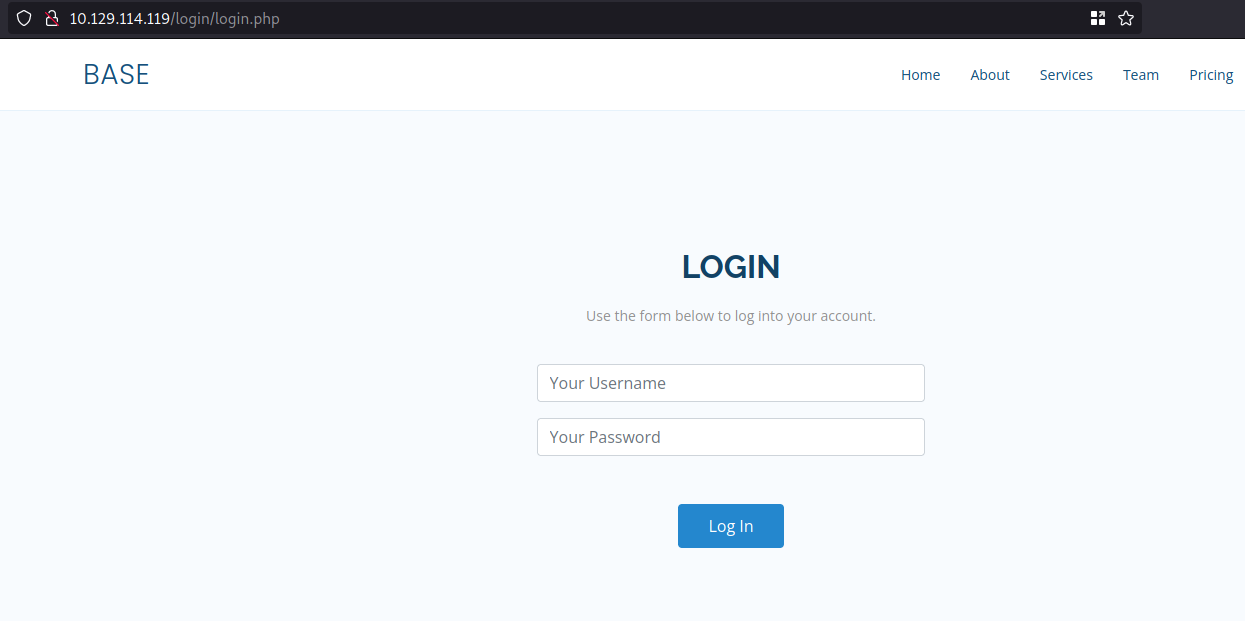 10.129.114.119/login/login.php
BASE
Home About Services Team Pricing
LOGIN
Use the form below to log into your account.
Your Username
Your Password
Log In